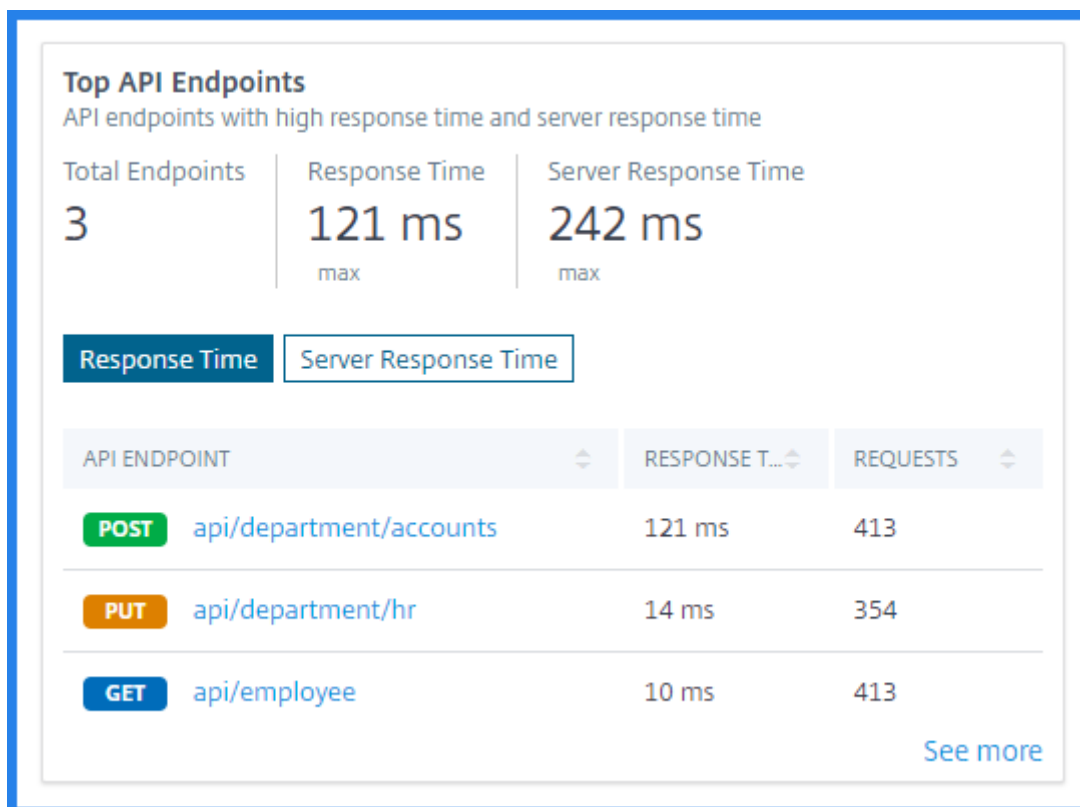 Top API Endpoints
API endpoints with high response time and server response time
Total Endpoints Response Time Server Response Time
3 121 ms 242 ms
max max
Response Time Server Response Time
API ENDPOINT RESPONSE T... REQUESTS
POST api/department/accounts 121 ms 413
PUT api/department/hr 14 ms 354
GET api/employee 10 ms 413
See more